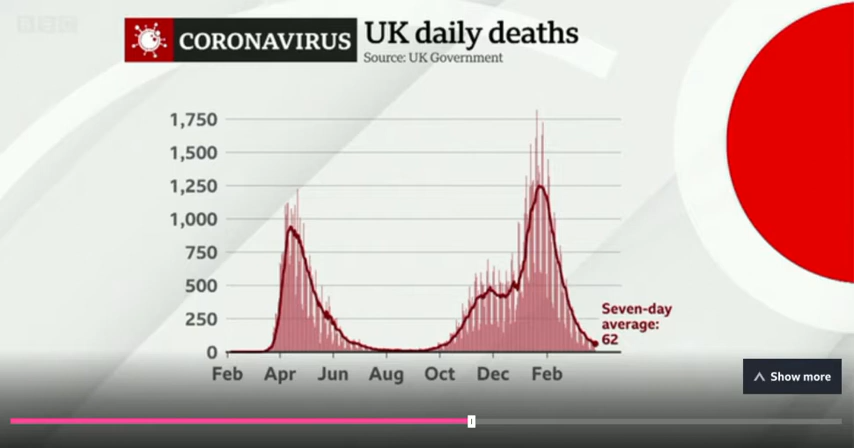 BBC
CORONAVIRUS
UK daily deaths
Source: UK Government
1,750
1,500
1,250
1,000
750
500
250
0
Feb Apr Jun Aug Oct Dec Feb
Seven-day
average:
62
Show more